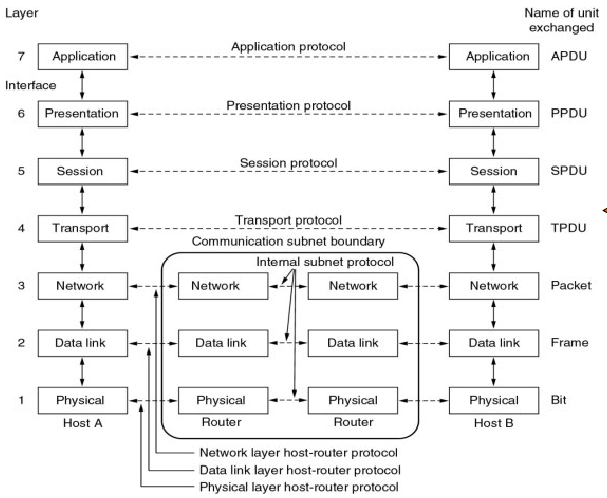 Layer
Name of unit
exchanged
7 Application Application protocol Application APDU
Interface
6 Presentation Presentation protocol Presentation PPDU
5 Session Session protocol Session SPDU
4 Transport Transport protocol Transport TPDU
Communication subnet boundary
Internal subnet protocol
3 Network Network Network Network Packet
2 Data link Data link Data link Data link Frame
1 Physical Physical Physical Physical Bit
Host A Router Router Host B
Network layer host-router protocol
Data link layer host-router protocol
Physical layer host-router protocol